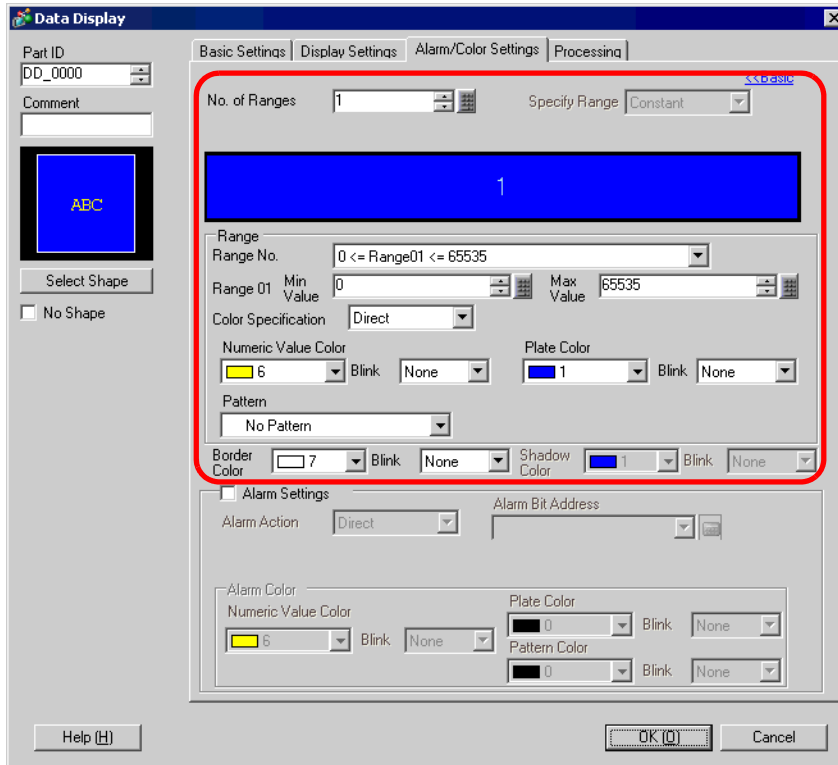 Data Display
Part ID
DD_0000
Comment
ABC
Select Shape
No Shape
Basic Settings Display Settings Alarm/Color Settings Processing
<<Basic
No. of Ranges 1 Specify Range Constant
1
Range
Range No. 0 <= Range01 <= 65535
Range 01 Min Value 0 Max Value 65535
Color Specification Direct
Numeric Value Color Plate Color
6 Blink None 1 Blink None
Pattern
No Pattern
Border Color 7 Blink None Shadow Color 1 Blink None
Alarm Settings
Alarm Action Direct Alarm Bit Address
Alarm Color
Numeric Value Color Plate Color
6 Blink None 0 Blink None
Pattern Color
0 Blink None
Help (H) OK (O) Cancel